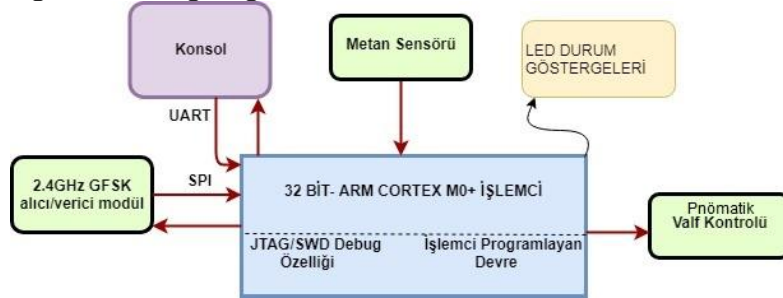 Konsol
Metan Sensörü
LED DURUM
GÖSTERGELERİ
UART
2.4GHz GFSK
alıcı/verici modül
SPI
32 BİT- ARM CORTEX M0+ İŞLEMCİ
JTAG/SWD Debug
Özelliği
İşlemci Programlayan
Devre
Pnömatik
Valf Kontrolü